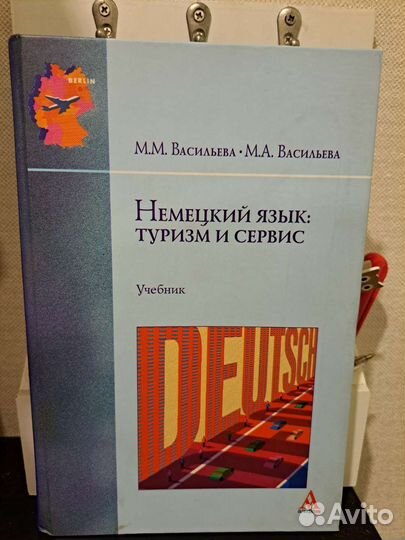 BERLIN
М.М. Васильева • М.А. Васильева
Немецкий язык:
туризм и сервис
Учебник
DEUTSCH
Avito